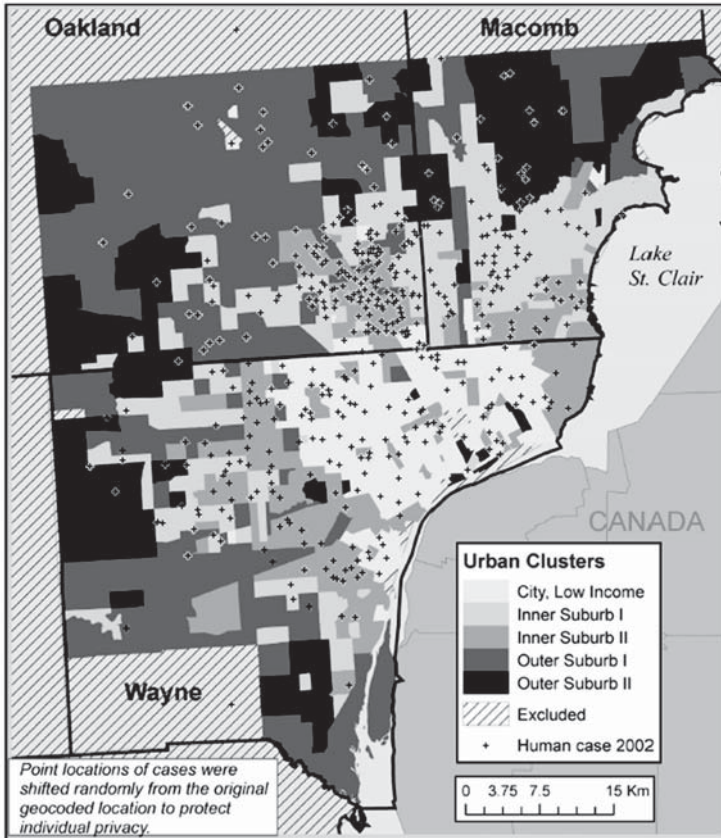 Oakland
Macomb
Lake
St. Clair
CANADA
Wayne
Urban Clusters
City, Low Income
Inner Suburb I
Inner Suburb II
Outer Suburb I
Outer Suburb II
Excluded
Human case 2002
Point locations of cases were
shifted randomly from the original
geocoded location to protect
individual privacy.
0 3.75 7.5 15 Km